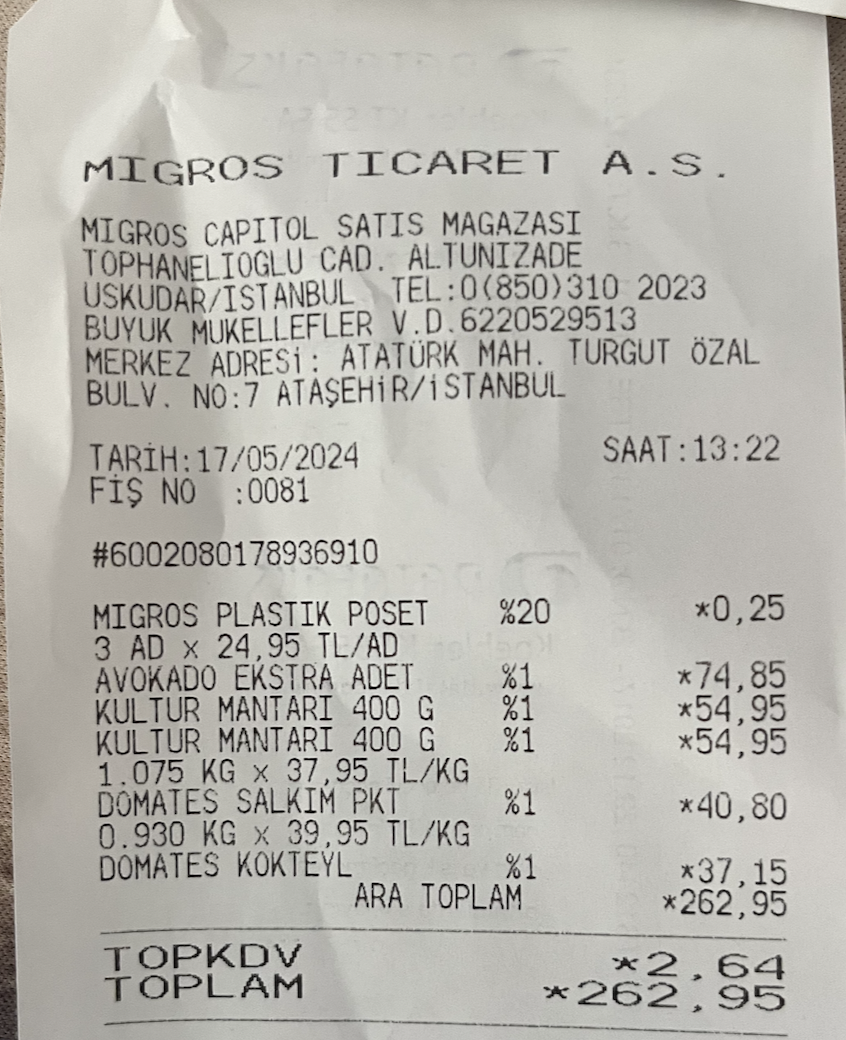 MIGROS TICARET A.S.
MIGROS CAPITOL SATIS MAGAZASI
TOPHANELIOGLU CAD. ALTUNIZADE
USKUDAR/ISTANBUL TEL:0(850)310 2023
BUYUK MUKELLEFLER V.D.6220529513
MERKEZ ADRESİ: ATATÜRK MAH. TURGUT ÖZAL
BULV. NO:7 ATAŞEHİR/İSTANBUL
TARİH:17/05/2024 SAAT:13:22
FİŞ NO :0081
#6002080178936910
MIGROS PLASTIK POSET %20 *0,25
3 AD x 24,95 TL/AD
AVOKADO EKSTRA ADET %1 *74,85
KULTUR MANTARI 400 G %1 *54,95
KULTUR MANTARI 400 G %1 *54,95
1.075 KG x 37,95 TL/KG
DOMATES SALKIM PKT %1 *40,80
0.930 KG x 39,95 TL/KG
DOMATES KOKTEYL %1 *37,15
ARA TOPLAM *262,95
TOPKDV *2,64
TOPLAM *262,95